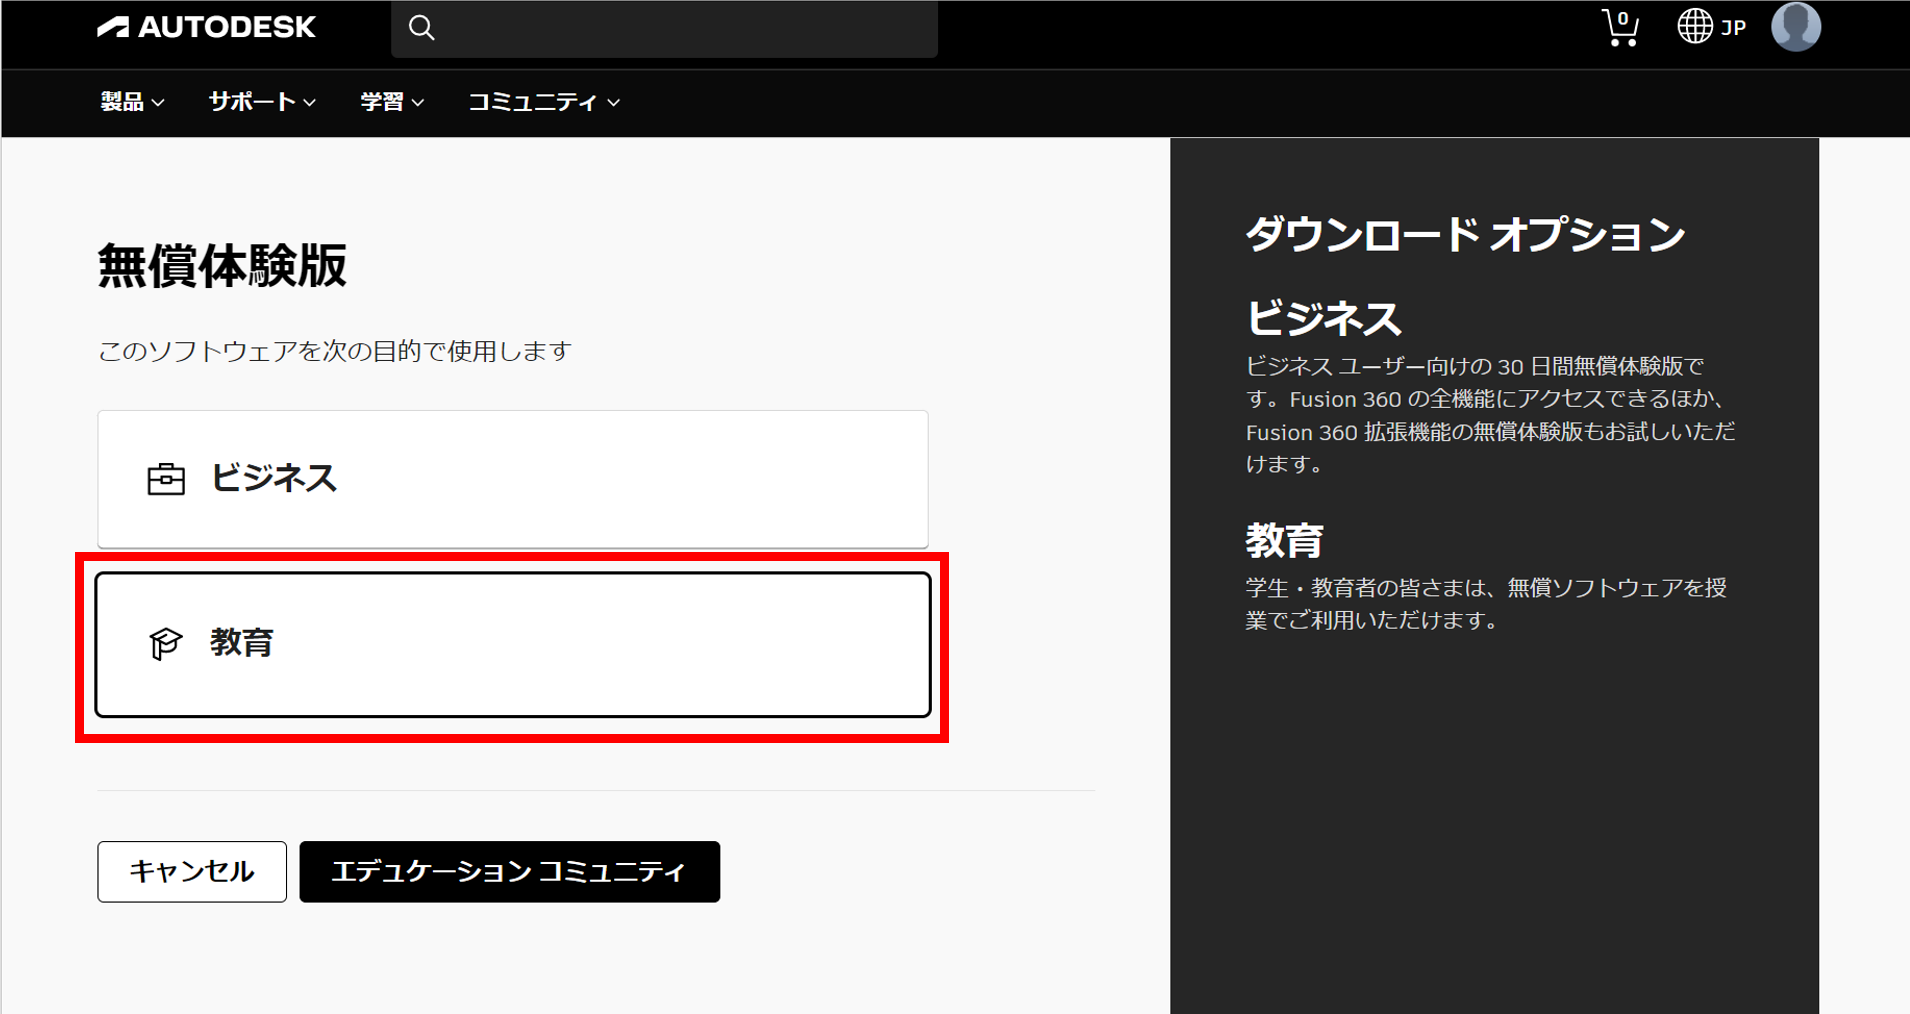 AUTODESK
0
JP
製品
サポート
学習
コミュニティ
無償体験版
このソフトウェアを次の目的で使用します
ビジネス
教育
キャンセル
エデュケーション コミュニティ
ダウンロード オプション
ビジネス
ビジネス ユーザー向けの 30 日間無償体験版で
す。Fusion 360 の全機能にアクセスできるほか、
Fusion 360 拡張機能の無償体験版もお試しいただ
けます。
教育
学生・教育者の皆さまは、無償ソフトウェアを授
業でご利用いただけます。